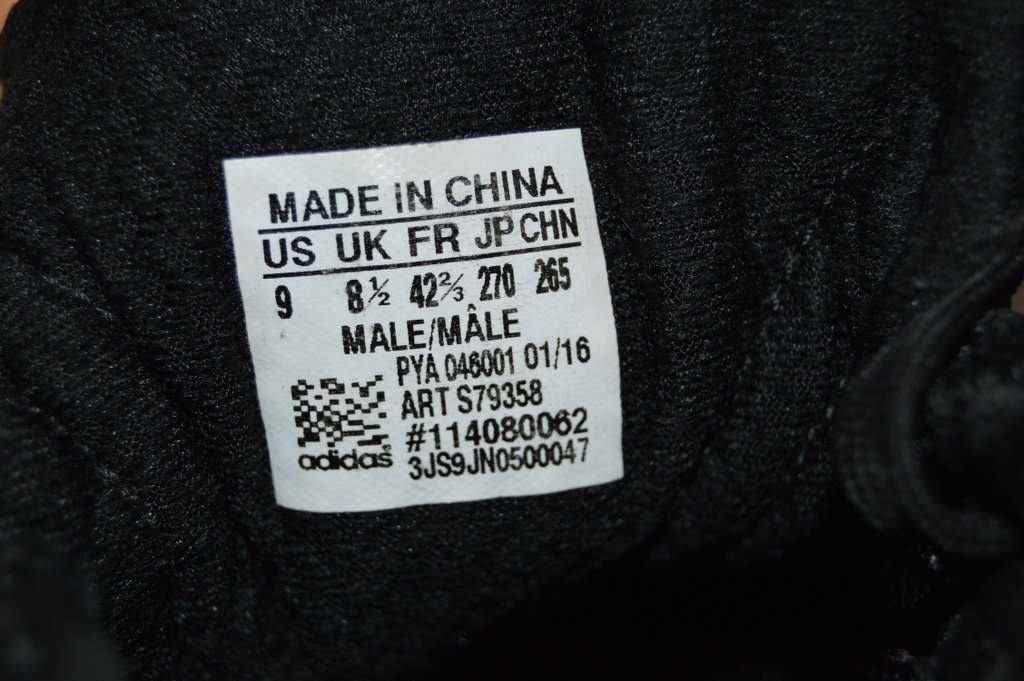 MADE IN CHINA
US UK FR JP CHN
9 8½ 42⅔ 270 265
MALE/MÂLE
PYA 046001 01/16
ART S79358
#114080062
adidas 3JS9JN0500047